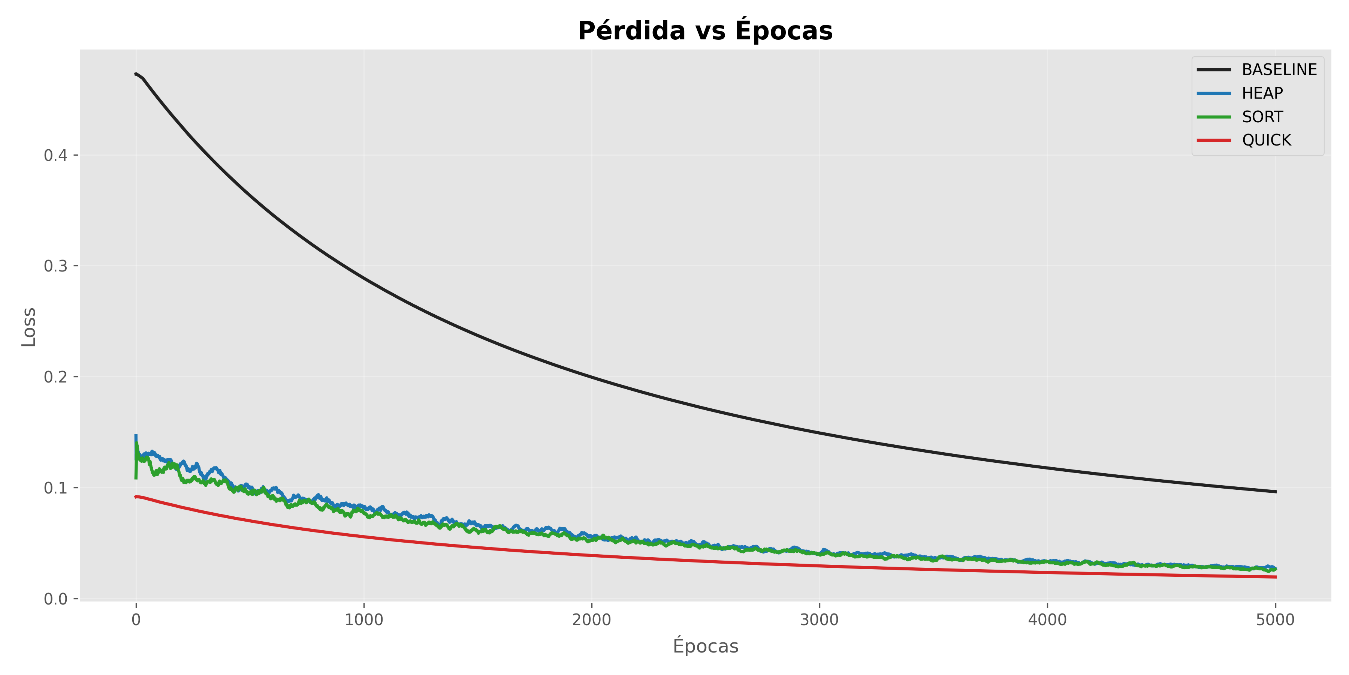 Pérdida vs Épocas
BASELINE
HEAP
SORT
QUICK
Loss
0.4
0.3
0.2
0.1
0.0
0
1000
2000
3000
4000
5000
Épocas